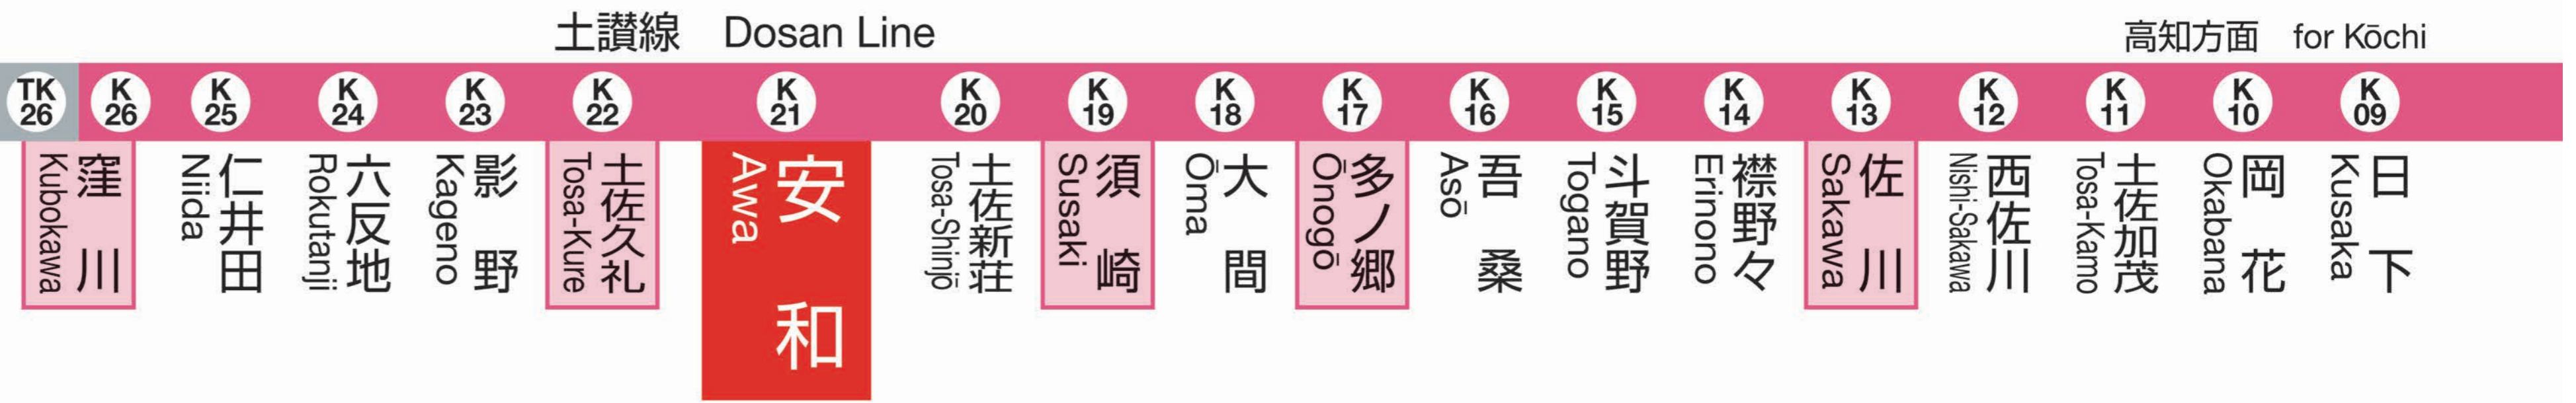 土讃線 Dosan Line
高知方面 for Kōchi
TK 26
K 26
窪川
Kubokawa
K 25
仁井田
Niida
K 24
六反地
Rokutanji
K 23
影野
Kageno
K 22
土佐久礼
Tosa-Kure
K 21
安和
Awa
K 20
土佐新荘
Tosa-Shinjō
K 19
須崎
Susaki
K 18
大間
Ōma
K 17
多ノ郷
Ōnogō
K 16
吾桑
Asō
K 15
斗賀野
Togano
K 14
襟野々
Erinono
K 13
佐川
Sakawa
K 12
西佐川
Nishi-Sakawa
K 11
土佐加茂
Tosa-Kamo
K 10
岡花
Okabana
K 09
日下
Kusaka